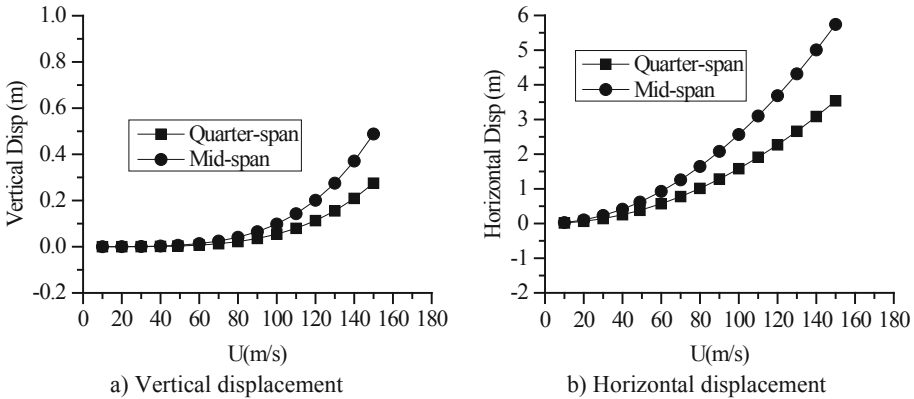 1.0
0.8
0.6
0.4
0.2
0.0
-0.2
Vertical Disp (m)
Quarter-span
Mid-span
0 20 40 60 80 100 120 140 160 180
U(m/s)
a) Vertical displacement
6
5
4
3
2
1
0
-1
-2
Horizontal Disp (m)
Quarter-span
Mid-span
0 20 40 60 80 100 120 140 160 180
U(m/s)
b) Horizontal displacement